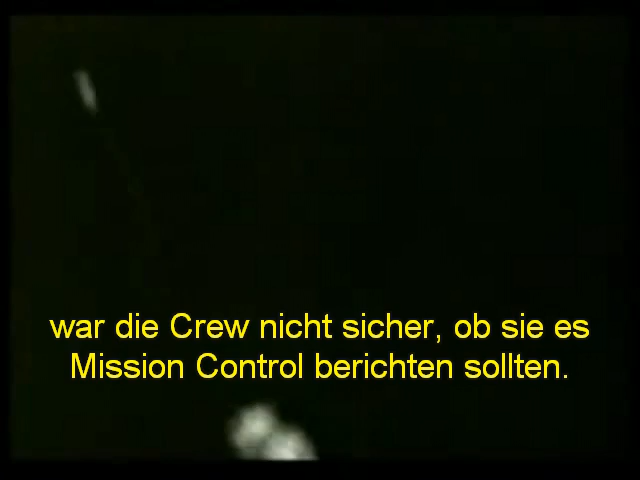 war die Crew nicht sicher, ob sie es
Mission Control berichten sollten.